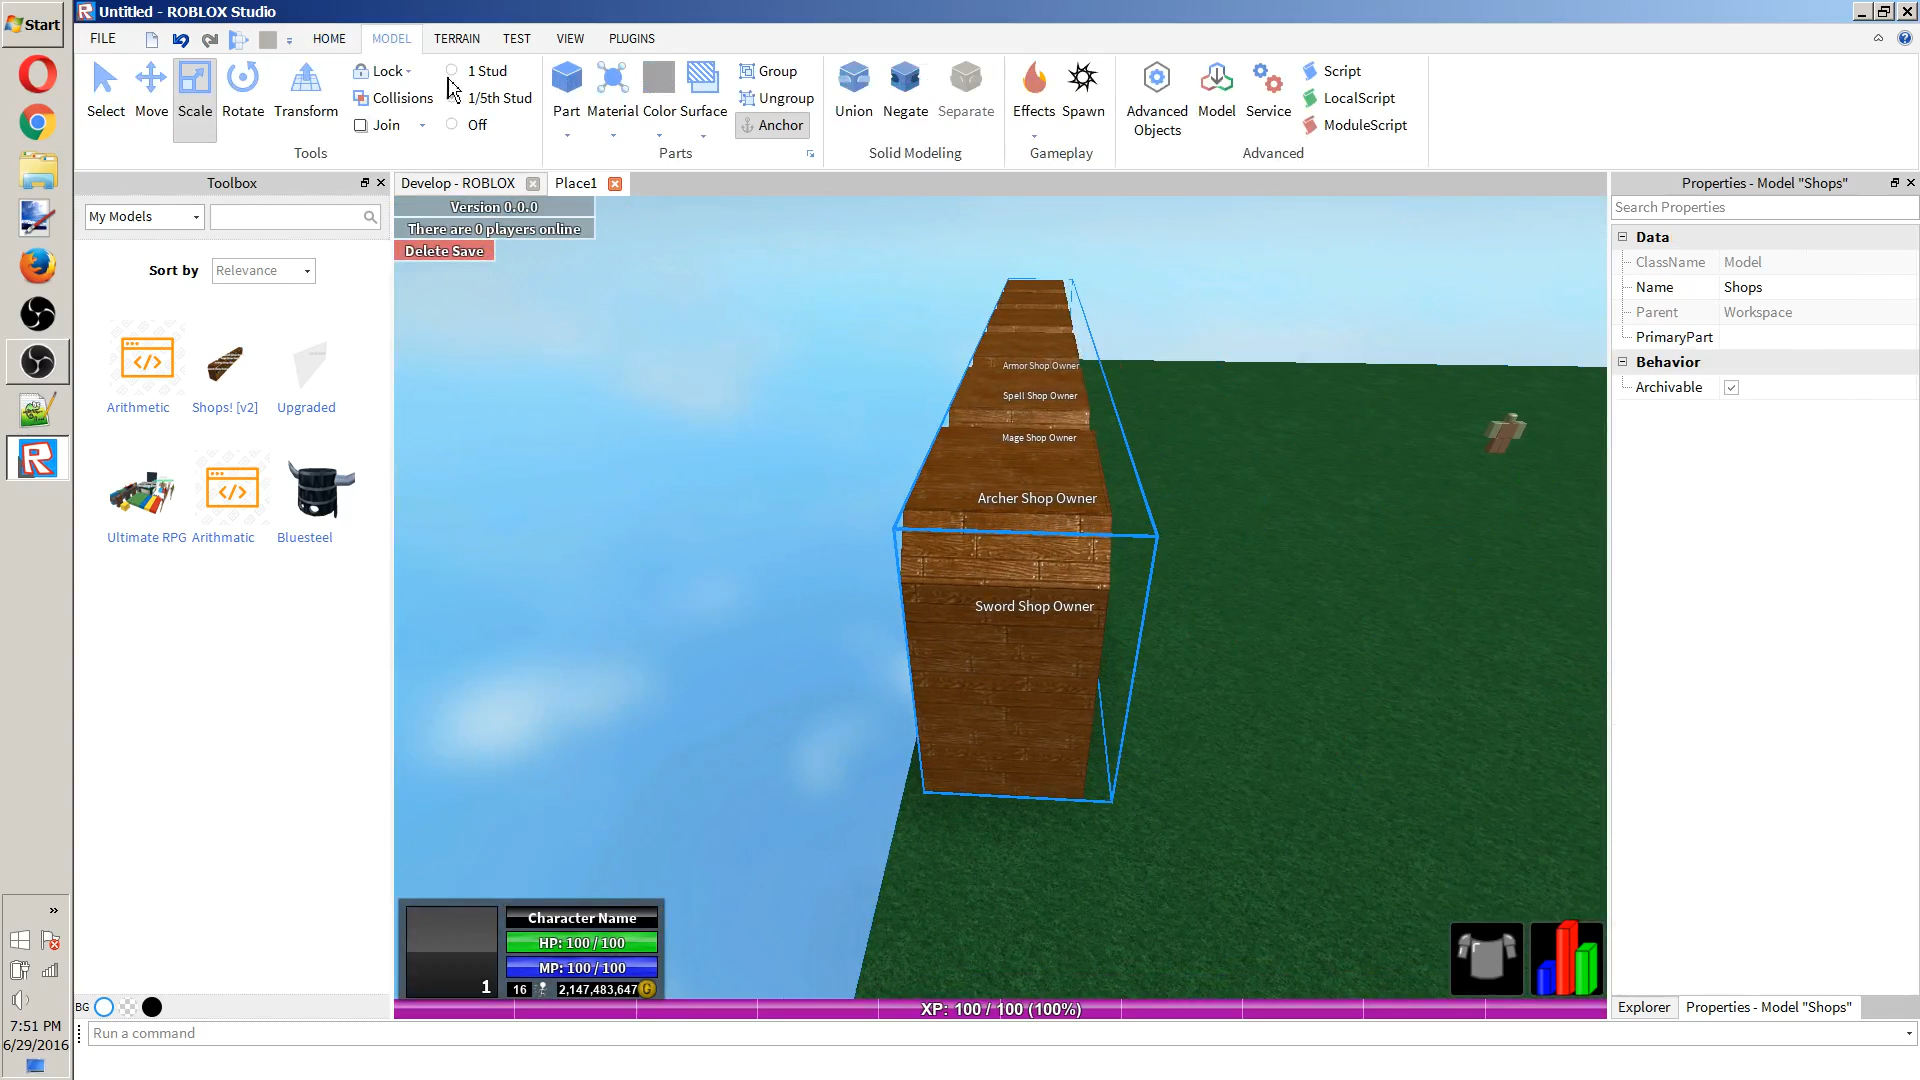 Start
Untitled - ROBLOX Studio
FILE
HOME
MODEL
TERRAIN
TEST
VIEW
PLUGINS
Select
Move
Scale
Rotate
Transform
Lock
Collisions
Join
1 Stud
1/5th Stud
Off
Tools
Part
Material
Color
Surface
Group
Ungroup
Anchor
Parts
Union
Negate
Separate
Solid Modeling
Effects
Spawn
Gameplay
Advanced
Objects
Model
Service
Script
LocalScript
ModuleScript
Advanced
Toolbox
My Models
Sort by
Relevance
Arithmetic
Shops! [v2]
Upgraded
Ultimate RPG
Arithmatic
Bluesteel
BG
Develop - ROBLOX
Place1
Version 0.0.0
There are 0 players online
Delete Save
Armor Shop Owner
Spell Shop Owner
Mage Shop Owner
Archer Shop Owner
Sword Shop Owner
Character Name
HP: 100 / 100
MP: 100 / 100
1
16
2,147,483,647
G
XP: 100 / 100 (100%)
Properties - Model "Shops"
Search Properties
Data
ClassName
Model
Name
Shops
Parent
Workspace
PrimaryPart
Behavior
Archivable
Explorer
Properties - Model "Shops"
Run a command
7:51 PM
6/29/2016